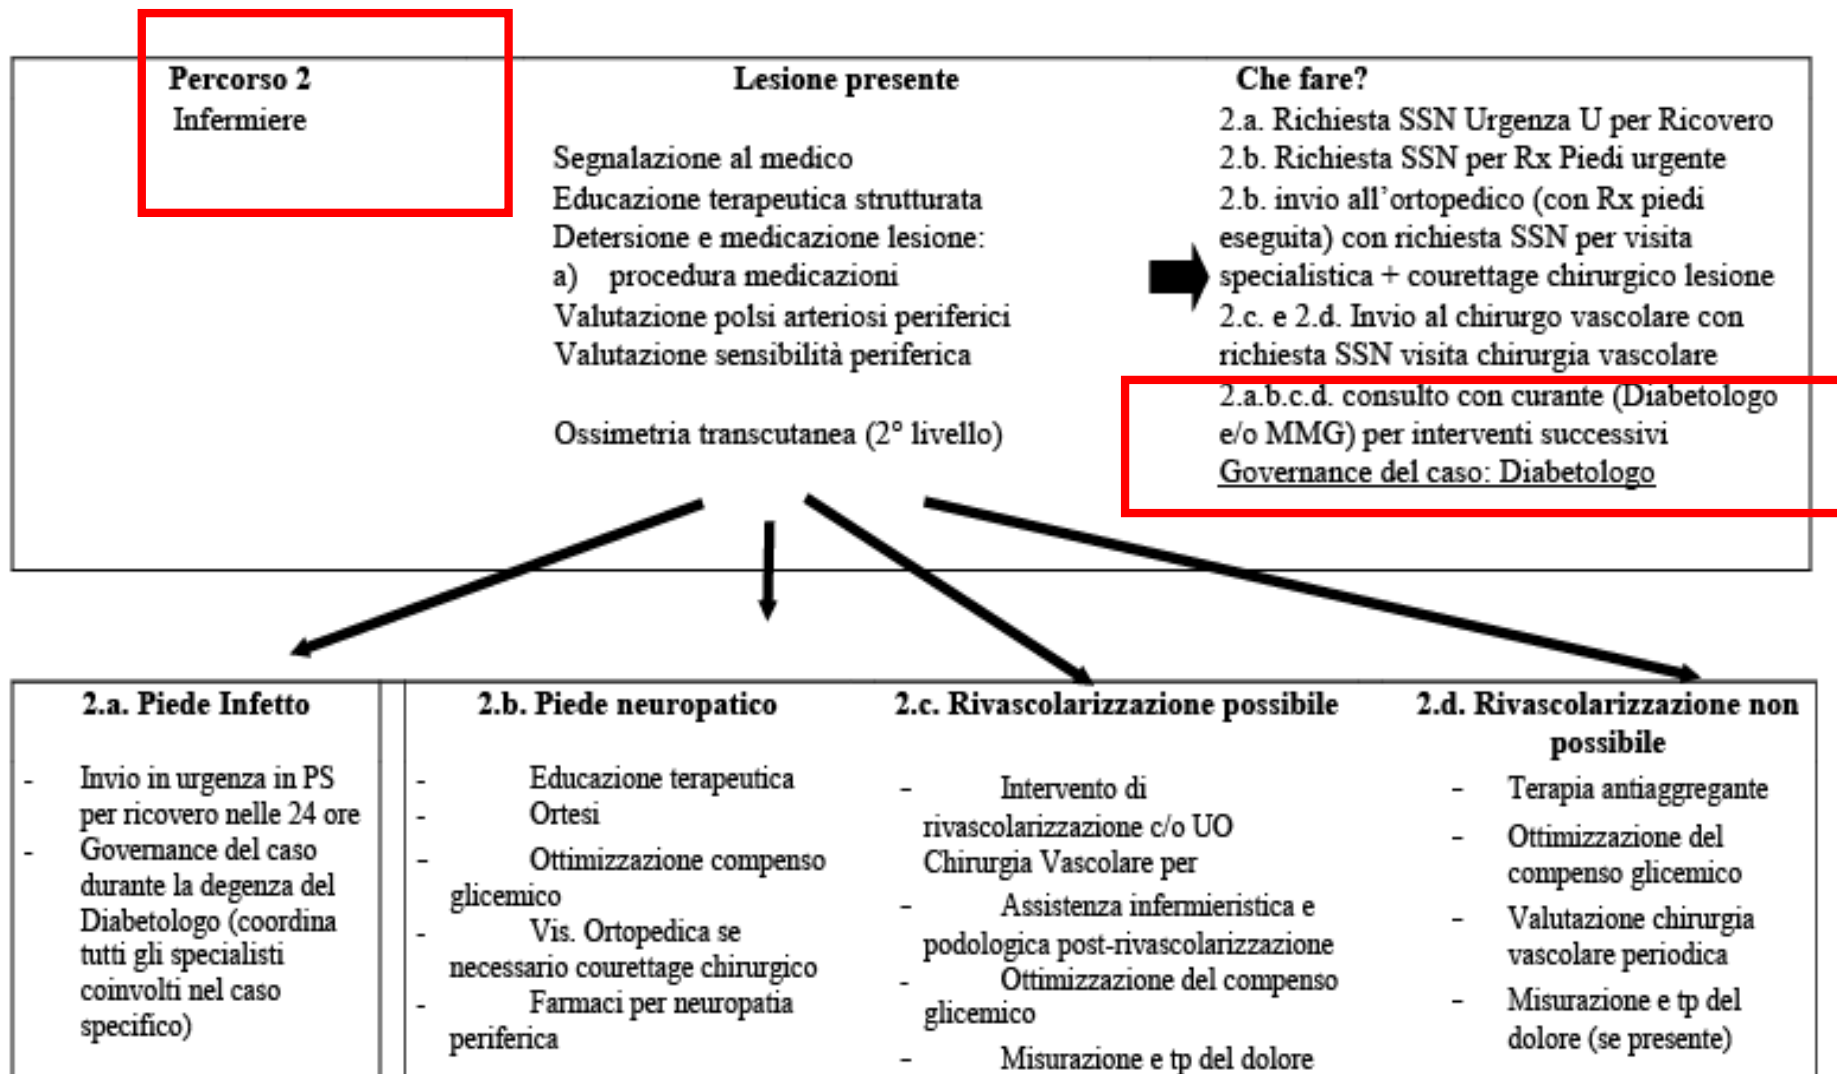 Percorso 2
Infermiere
Lesione presente
Segnalazione al medico
Educazione terapeutica strutturata
Detersione e medicazione lesione:
a) procedura medicazioni
Valutazione polsi arteriosi periferici
Valutazione sensibilità periferica
Ossimetria transcutanea (2° livello)
Che fare?
2.a. Richiesta SSN Urgenza U per Ricovero
2.b. Richiesta SSN per Rx Piedi urgente
2.b. invio all'ortopedico (con Rx piedi
eseguita) con richiesta SSN per visita
specialistica + courettage chirurgico lesione
2.c. e 2.d. Invio al chirurgo vascolare con
richiesta SSN visita chirurgia vascolare
2.a.b.c.d. consulto con curante (Diabetologo
e/o MMG) per interventi successivi
Governance del caso: Diabetologo
2.a. Piede Infetto
- Invio in urgenza in PS
per ricovero nelle 24 ore
- Governance del caso
durante la degenza del
Diabetologo (coordina
tutti gli specialisti
coinvolti nel caso
specifico)
2.b. Piede neuropatico
- Educazione terapeutica
- Ortesi
- Ottimizzazione compenso
glicemico
- Vis. Ortopedica se
necessario courettage chirurgico
- Farmaci per neuropatia
periferica
2.c. Rivascolarizzazione possibile
- Intervento di
rivascolarizzazione c/o UO
Chirurgia Vascolare per
- Assistenza infermieristica e
podologica post-rivascolarizzazione
- Ottimizzazione del compenso
glicemico
- Misurazione e tp del dolore
2.d. Rivascolarizzazione non
possibile
- Terapia antiaggregante
- Ottimizzazione del
compenso glicemico
- Valutazione chirurgia
vascolare periodica
- Misurazione e tp del
dolore (se presente)